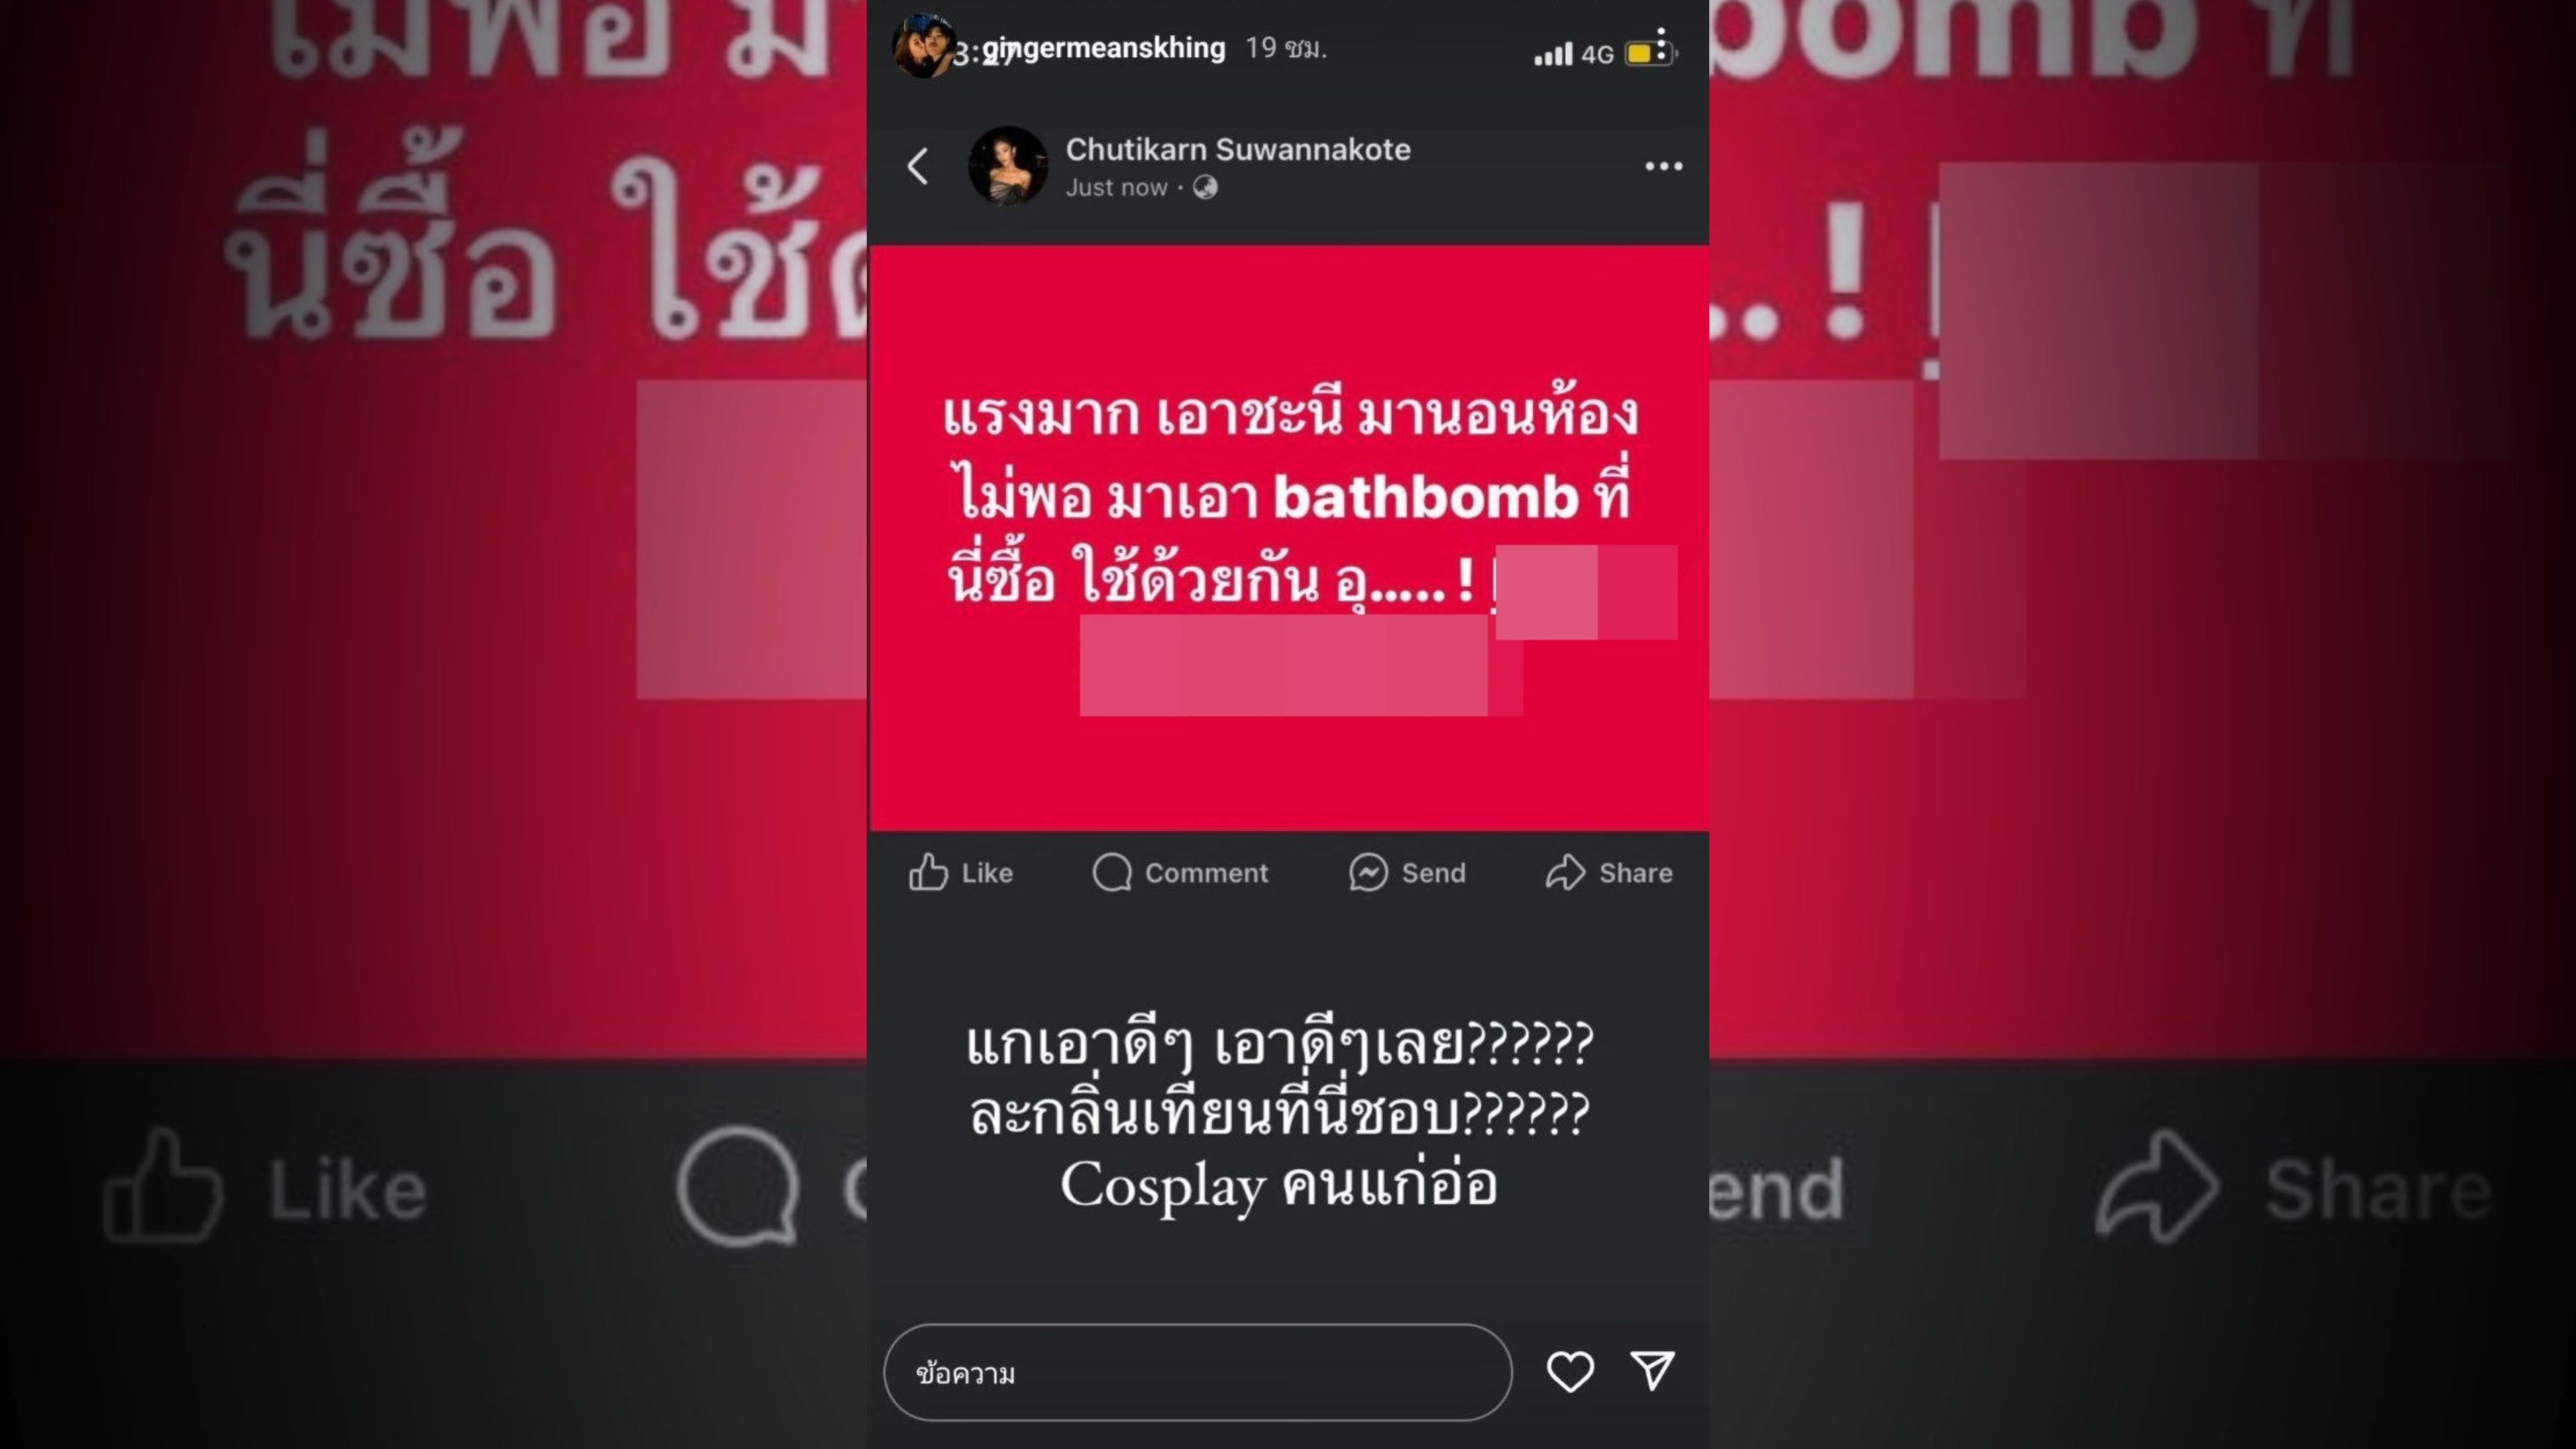 gingermeanskhing 19 ชม.
4G
Chutikarn Suwannakote
Just now
แรงมาก เอาชะนี มานอนห้อง
ไม่พอ มาเอา bathbomb ที่
นี่ซื้อ ใช้ด้วยกัน อุ.....!
Like Comment Send Share
แกเอาดีๆ เอาดีๆเลย??????
ละกลิ่นเทียนที่นี่ชอบ??????
Cosplay คนแก่อ่อ
ข้อความ